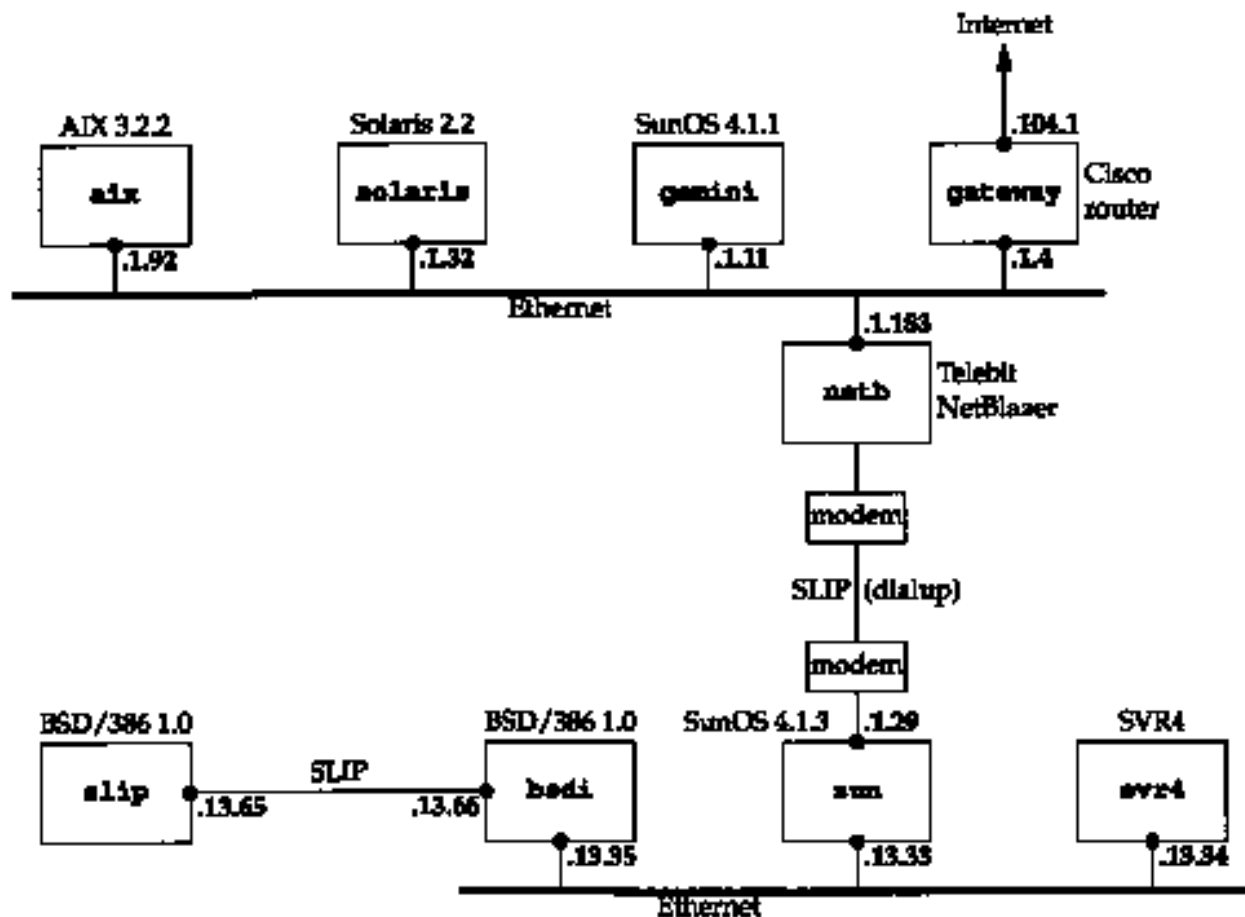 Internet
AIX 3.2.2
Solaris 2.2
SunOS 4.1.1
.104.1
aix
solaris
gemini
gateway
Cisco
router
.1.92
.1.32
.1.11
.1.4
Ethernet
.1.183
netb
Telebit
NetBlazer
modem
SLIP (dialup)
modem
BSD/386 1.0
BSD/386 1.0
SunOS 4.1.3
.1.29
SVR4
slip
SLIP
bsdi
sun
svr4
.13.65
.13.66
.13.35
.13.33
.13.34
Ethernet